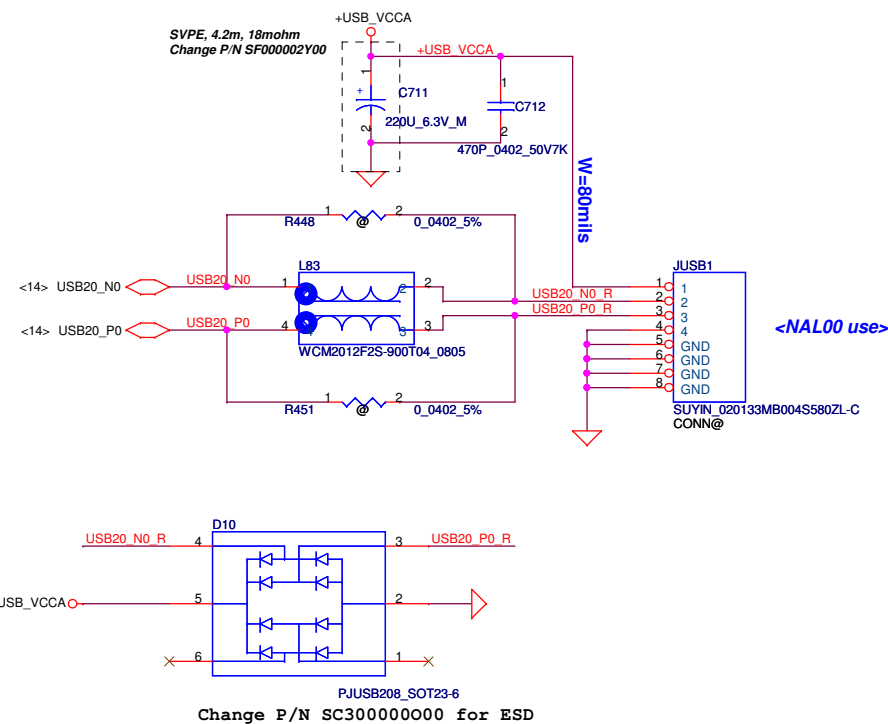 +USB_VCCA
SVPE, 4.2m, 18mohm
Change P/N SF000002Y00
+USB_VCCA
1
+
C711
2
220U_6.3V_M
1
C712
2
470P_0402_50V7K
W=80mils
R448
1
@
2
0_0402_5%
L83
<14> USB20_N0
USB20_N0
1
2
2
<14> USB20_P0
USB20_P0
4
3
3
WCM2012F2S-900T04_0805
R451
1
@
2
0_0402_5%
USB20_N0_R
USB20_P0_R
JUSB1
1 1
2 2
3 3
4 4
5 GND
6 GND
7 GND
8 GND
SUYIN_020133MB004S580ZL-C
CONN@
<NAL00 use>
D10
USB20_N0_R
4
3
USB20_P0_R
USB_VCCA
5
2
6
1
PJUSB208_SOT23-6
Change P/N SC300000O00 for ESD